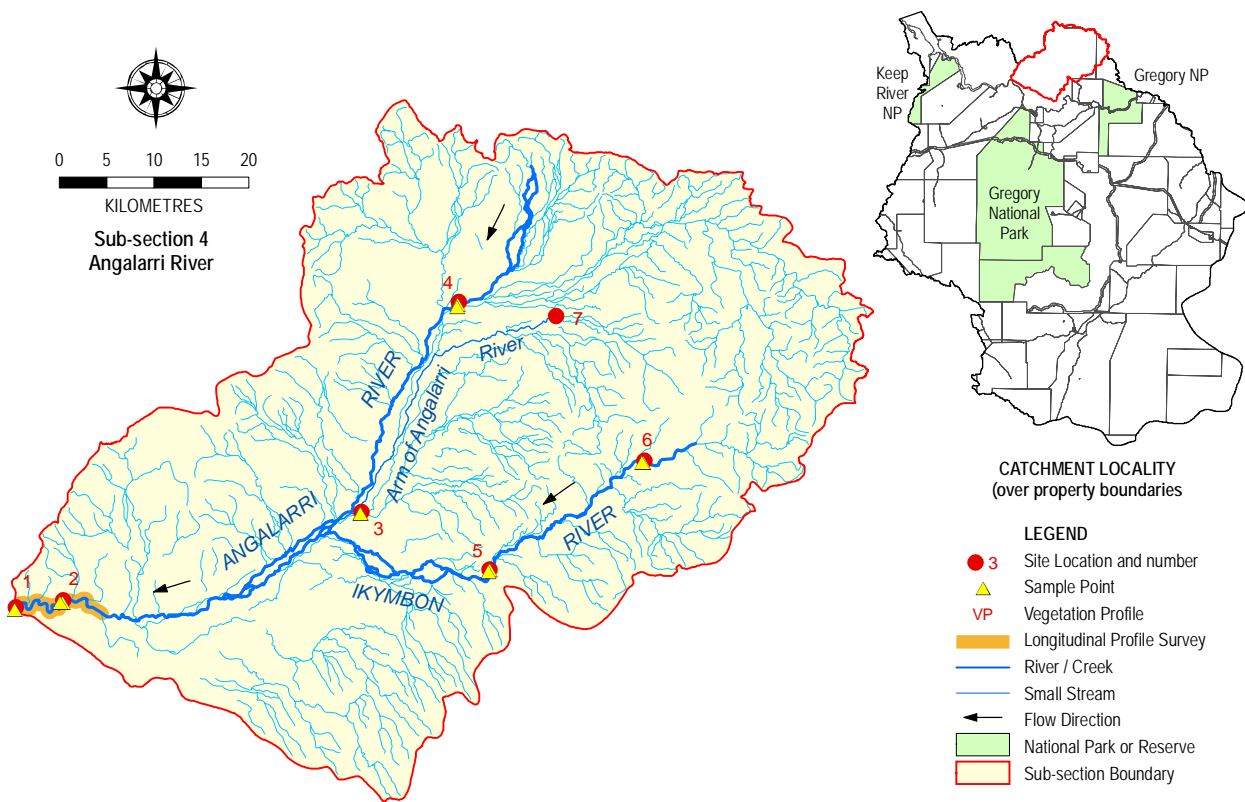 0 5 10 15 20
KILOMETRES
Sub-section 4
Angalarri River
4
7
River
RIVER
Arm of Angalarri
6
3
ANGALARRI
RIVER
5
IKYMBON
1
2
Keep
River
NP
Gregory NP
Gregory
National
Park
CATCHMENT LOCALITY
(over property boundaries
LEGEND
3 Site Location and number
Sample Point
VP Vegetation Profile
Longitudinal Profile Survey
River / Creek
Small Stream
Flow Direction
National Park or Reserve
Sub-section Boundary